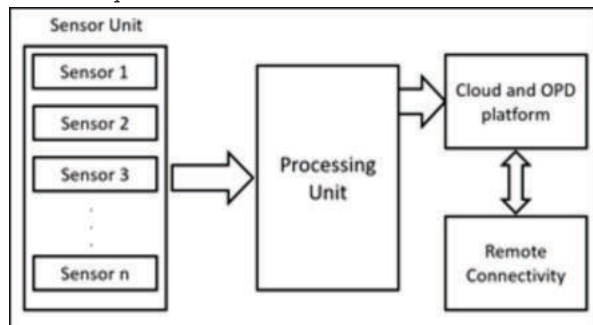 Sensor Unit
Sensor 1
Sensor 2
Sensor 3
Sensor n
Processing
Unit
Cloud and OPD
platform
Remote
Connectivity